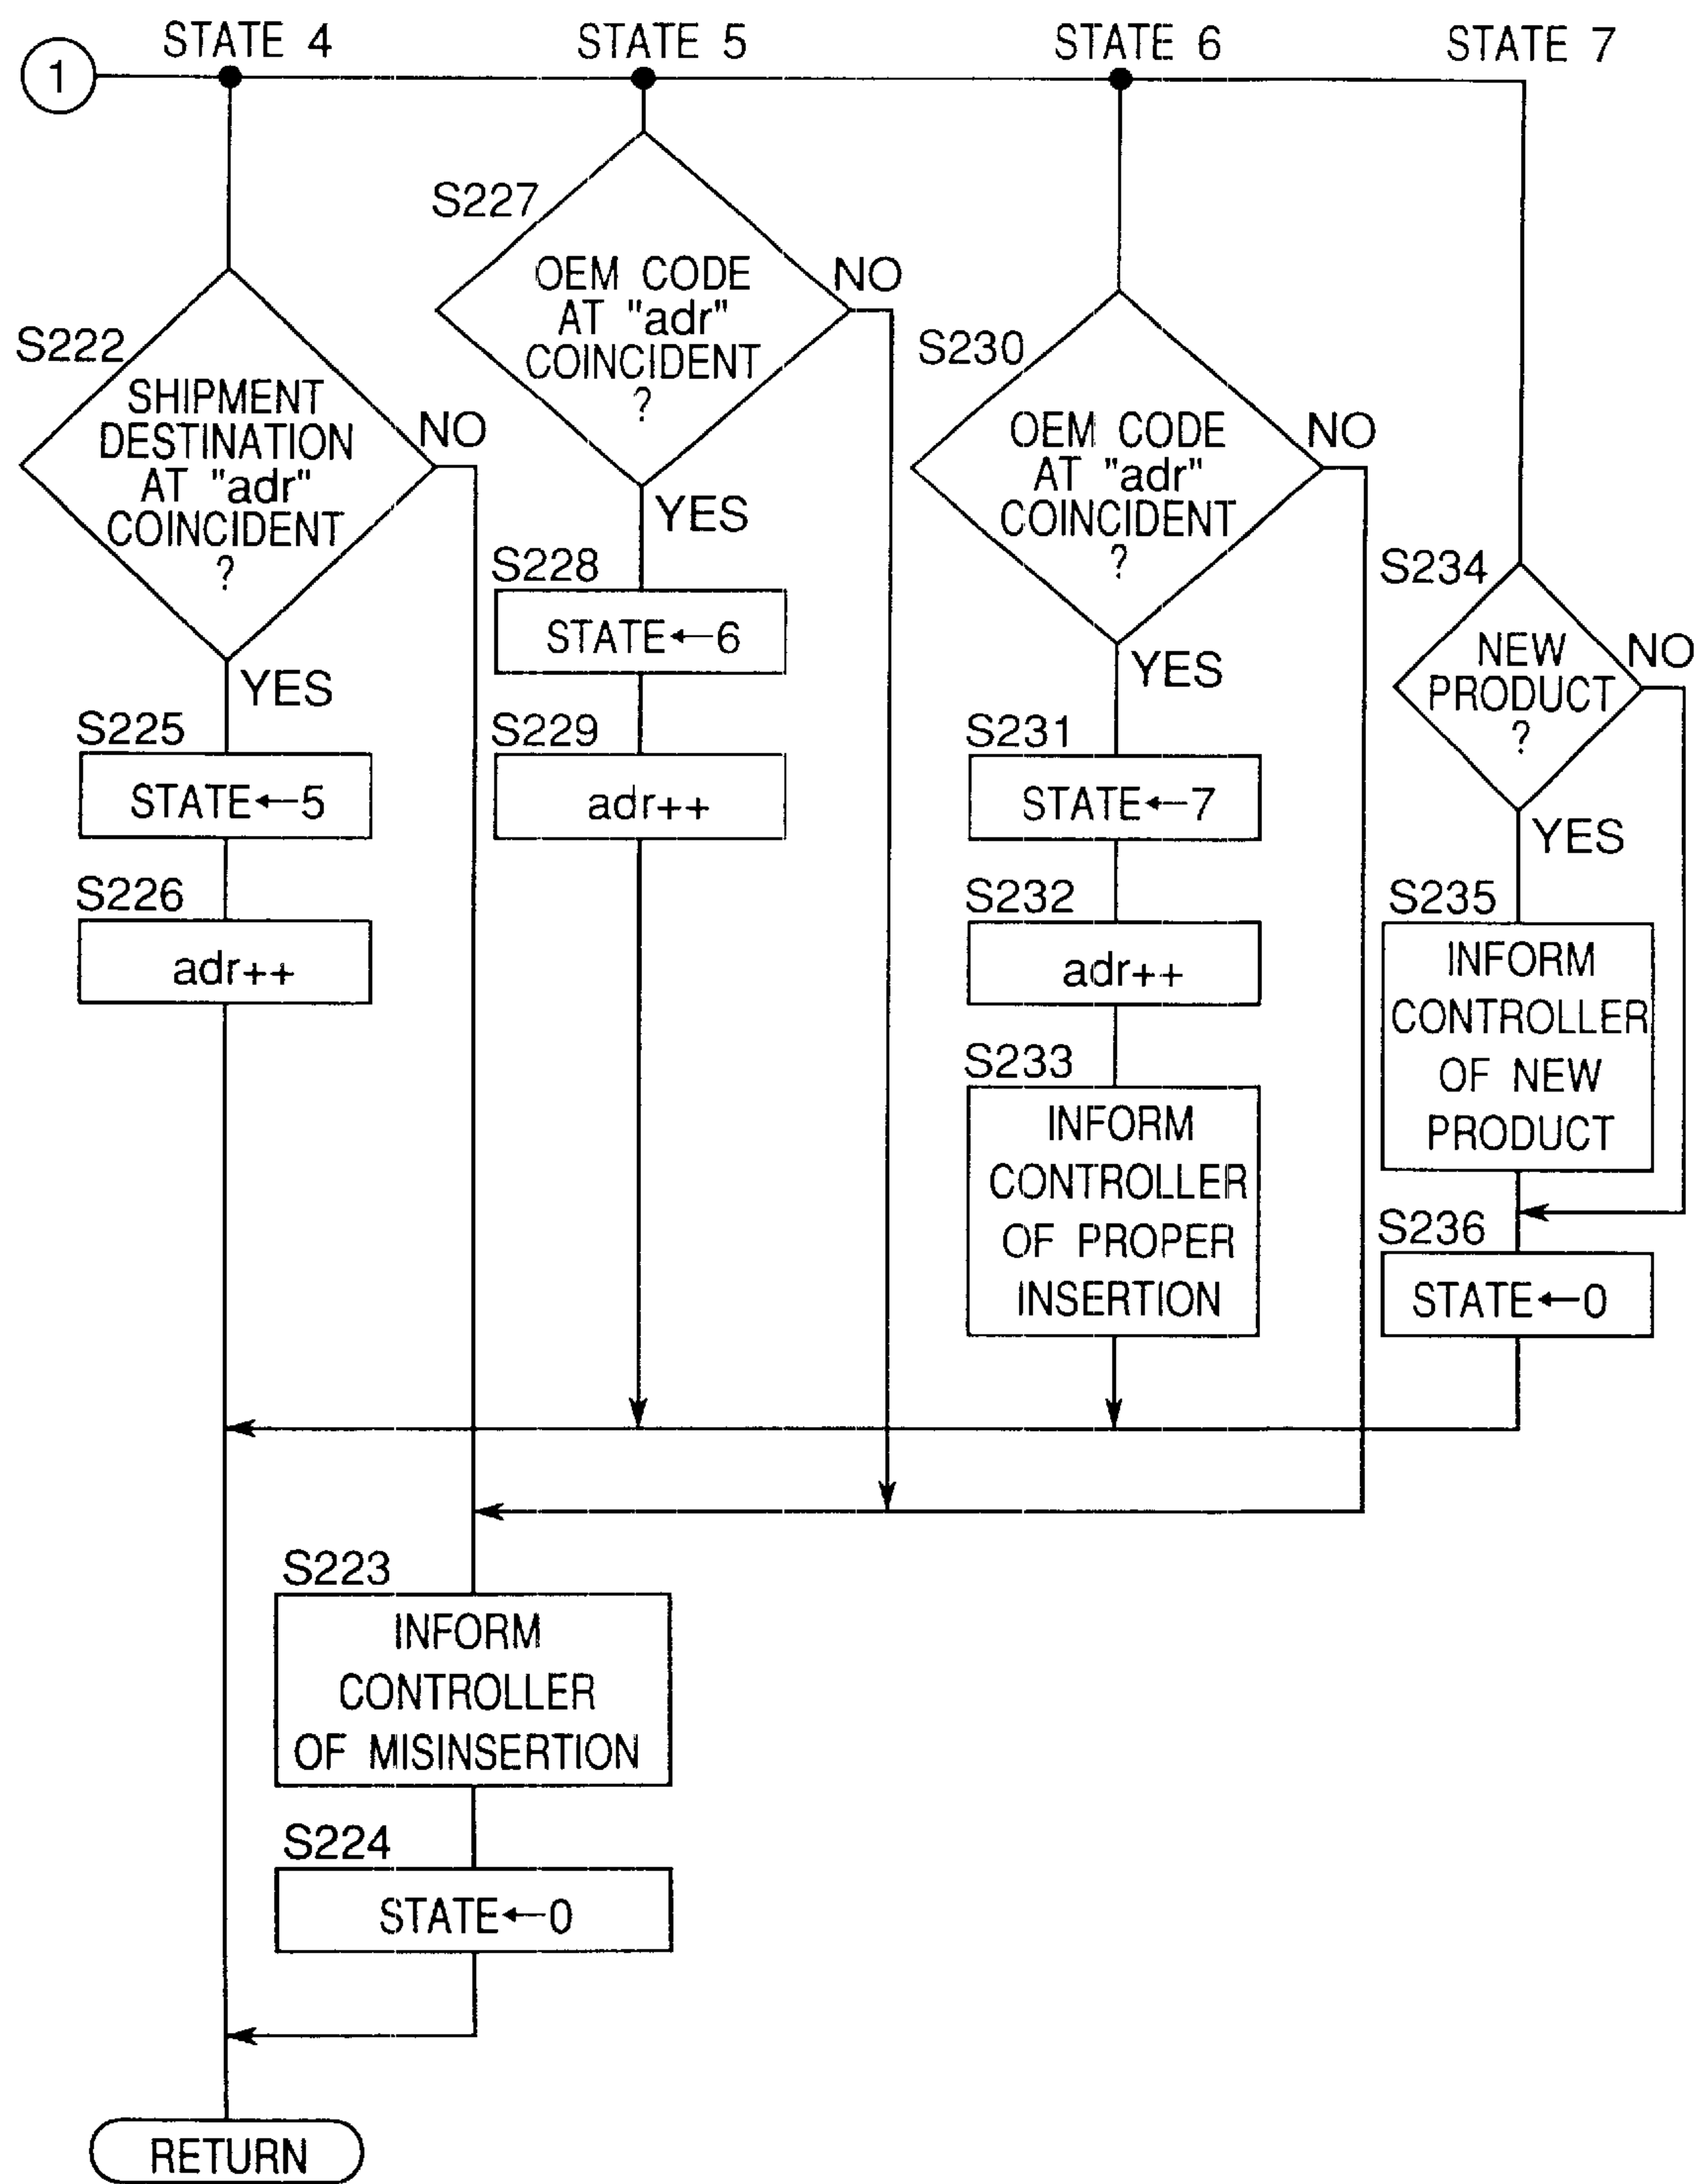 1
STATE 4
STATE 5
STATE 6
STATE 7
S222
SHIPMENT
DESTINATION
AT "adr"
COINCIDENT
?
NO
YES
S225
STATE←5
S226
adr++
S227
OEM CODE
AT "adr"
COINCIDENT
?
NO
YES
S228
STATE←6
S229
adr++
S230
OEM CODE
AT "adr"
COINCIDENT
?
NO
YES
S231
STATE←7
S232
adr++
S233
INFORM
CONTROLLER
OF PROPER
INSERTION
S234
NEW
PRODUCT
?
NO
YES
S235
INFORM
CONTROLLER
OF NEW
PRODUCT
S236
STATE←0
S223
INFORM
CONTROLLER
OF MISINSERTION
S224
STATE←0
RETURN